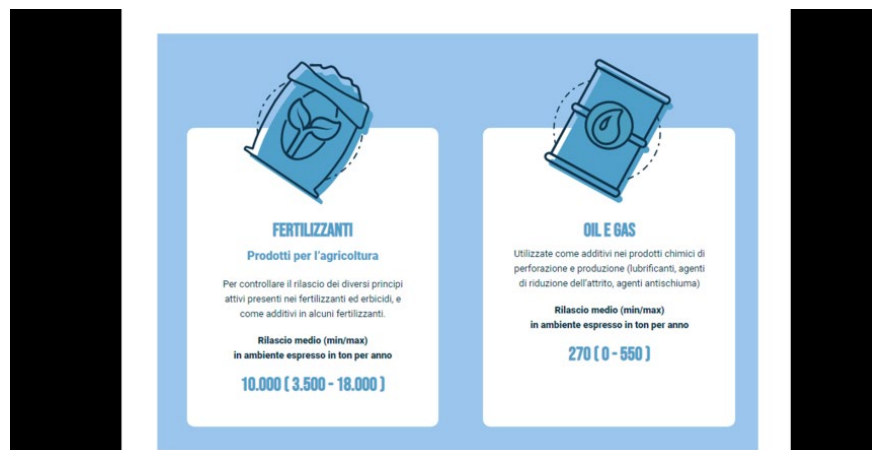 FERTILIZZANTI
Prodotti per l'agricoltura
Per controllare il rilascio dei diversi principi
attivi presenti nei fertilizzanti ed erbicidi, e
come additivi in alcuni fertilizzanti.
Rilascio medio (min/max)
in ambiente espresso in ton per anno
10.000 ( 3.500 - 18.000 )
OIL E GAS
Utilizzate come additivi nei prodotti chimici di
perforazione e produzione (lubrificanti, agenti
di riduzione dell'attrito, agenti antischiuma)
Rilascio medio (min/max)
in ambiente espresso in ton per anno
270 ( 0 - 550 )